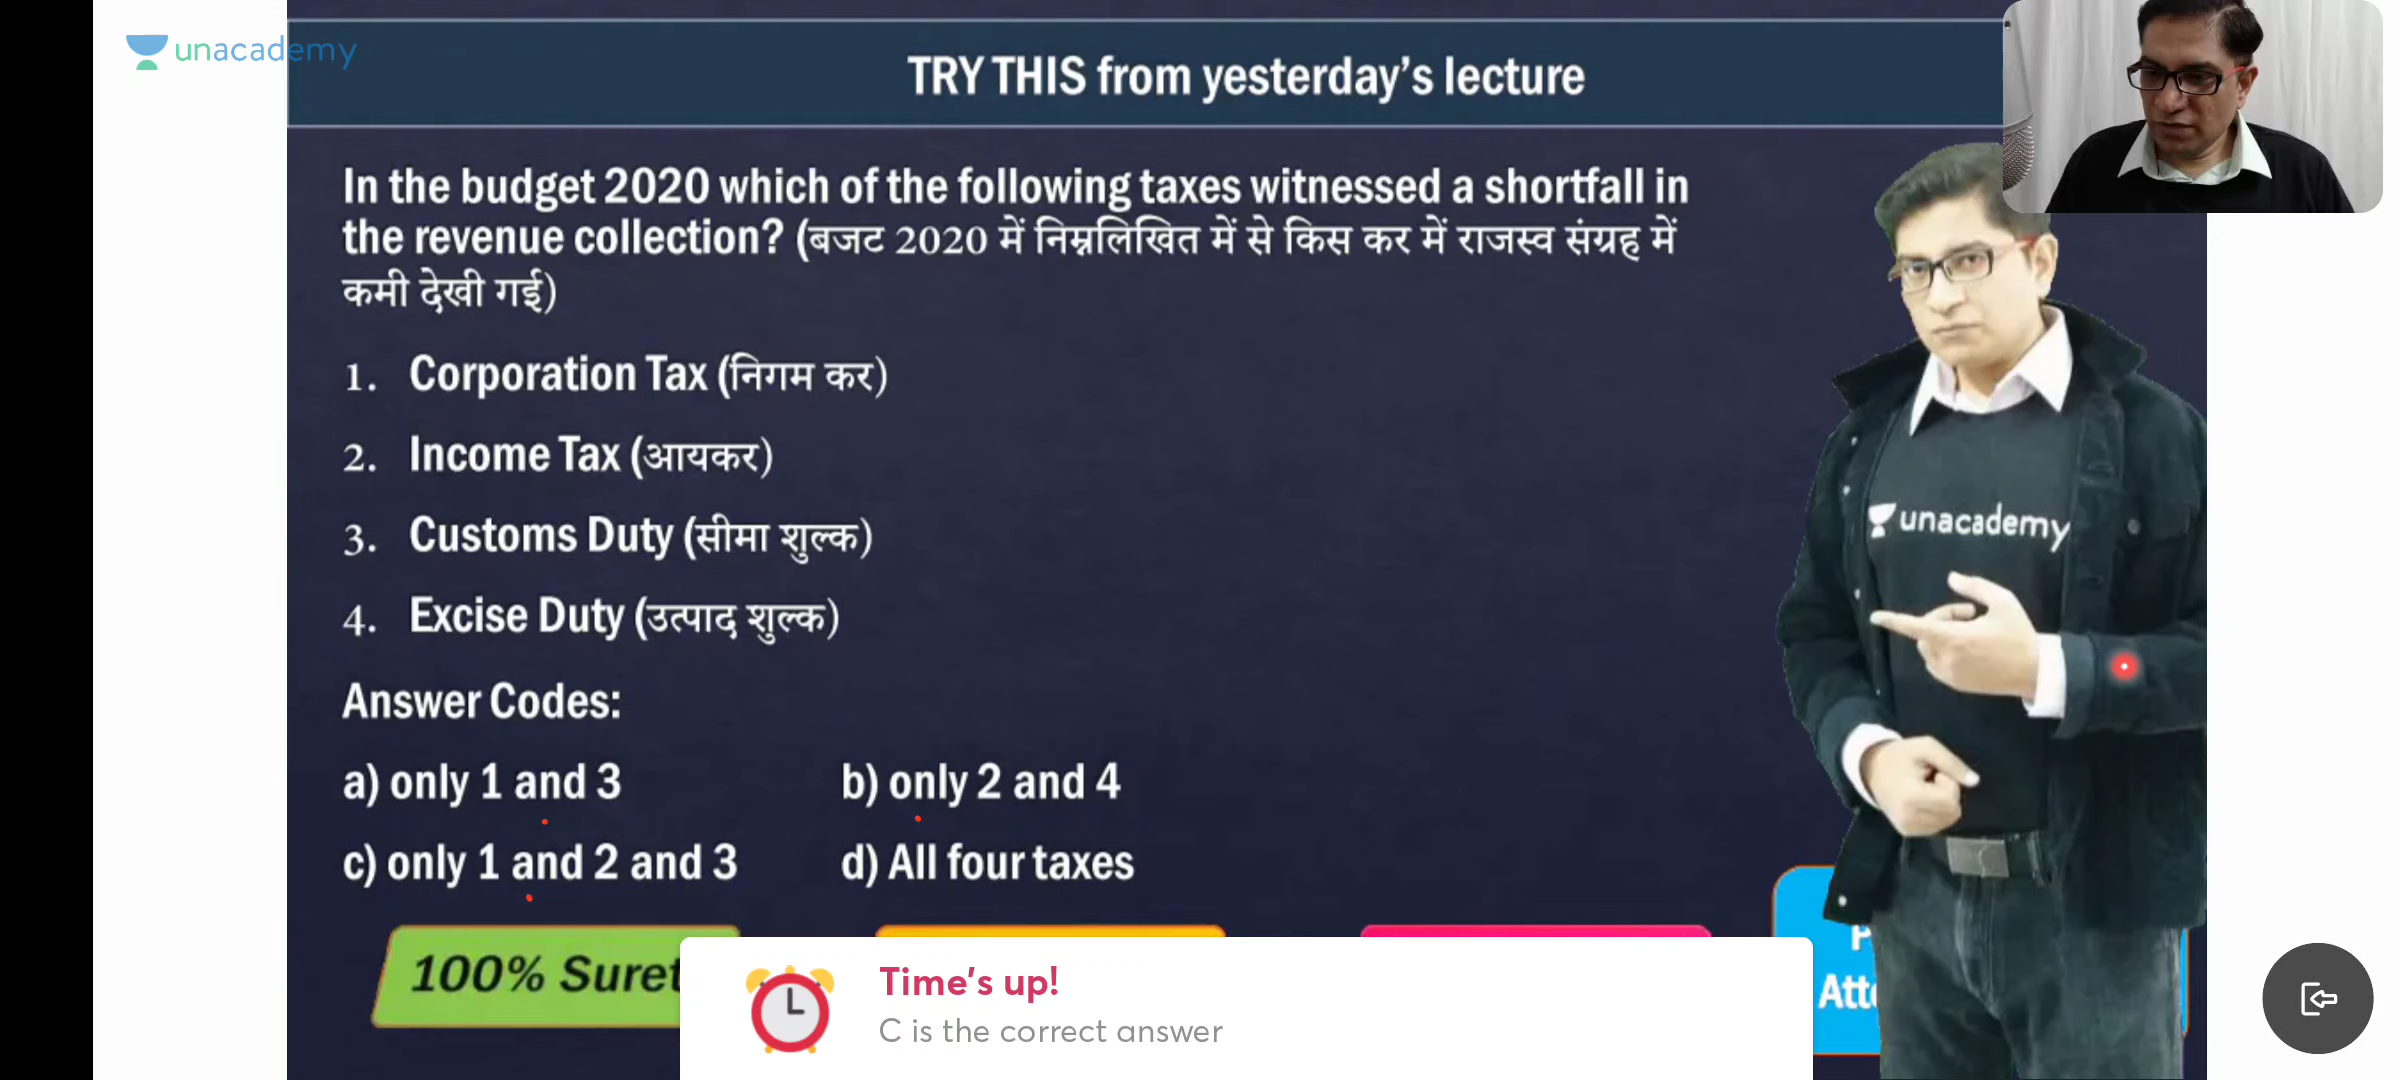 unacademy
TRY THIS from yesterday's lecture
In the budget 2020 which of the following taxes witnessed a shortfall in
the revenue collection? (बजट 2020 में निम्नलिखित में से किस कर में राजस्व संग्रह में
कमी देखी गई)
1. Corporation Tax (निगम कर)
2. Income Tax (आयकर)
3. Customs Duty (सीमा शुल्क)
4. Excise Duty (उत्पाद शुल्क)
unacademy
Answer Codes:
a) only 1 and 3 b) only 2 and 4
c) only 1 and 2 and 3 d) All four taxes
100%
Time's up!
C is the correct answer